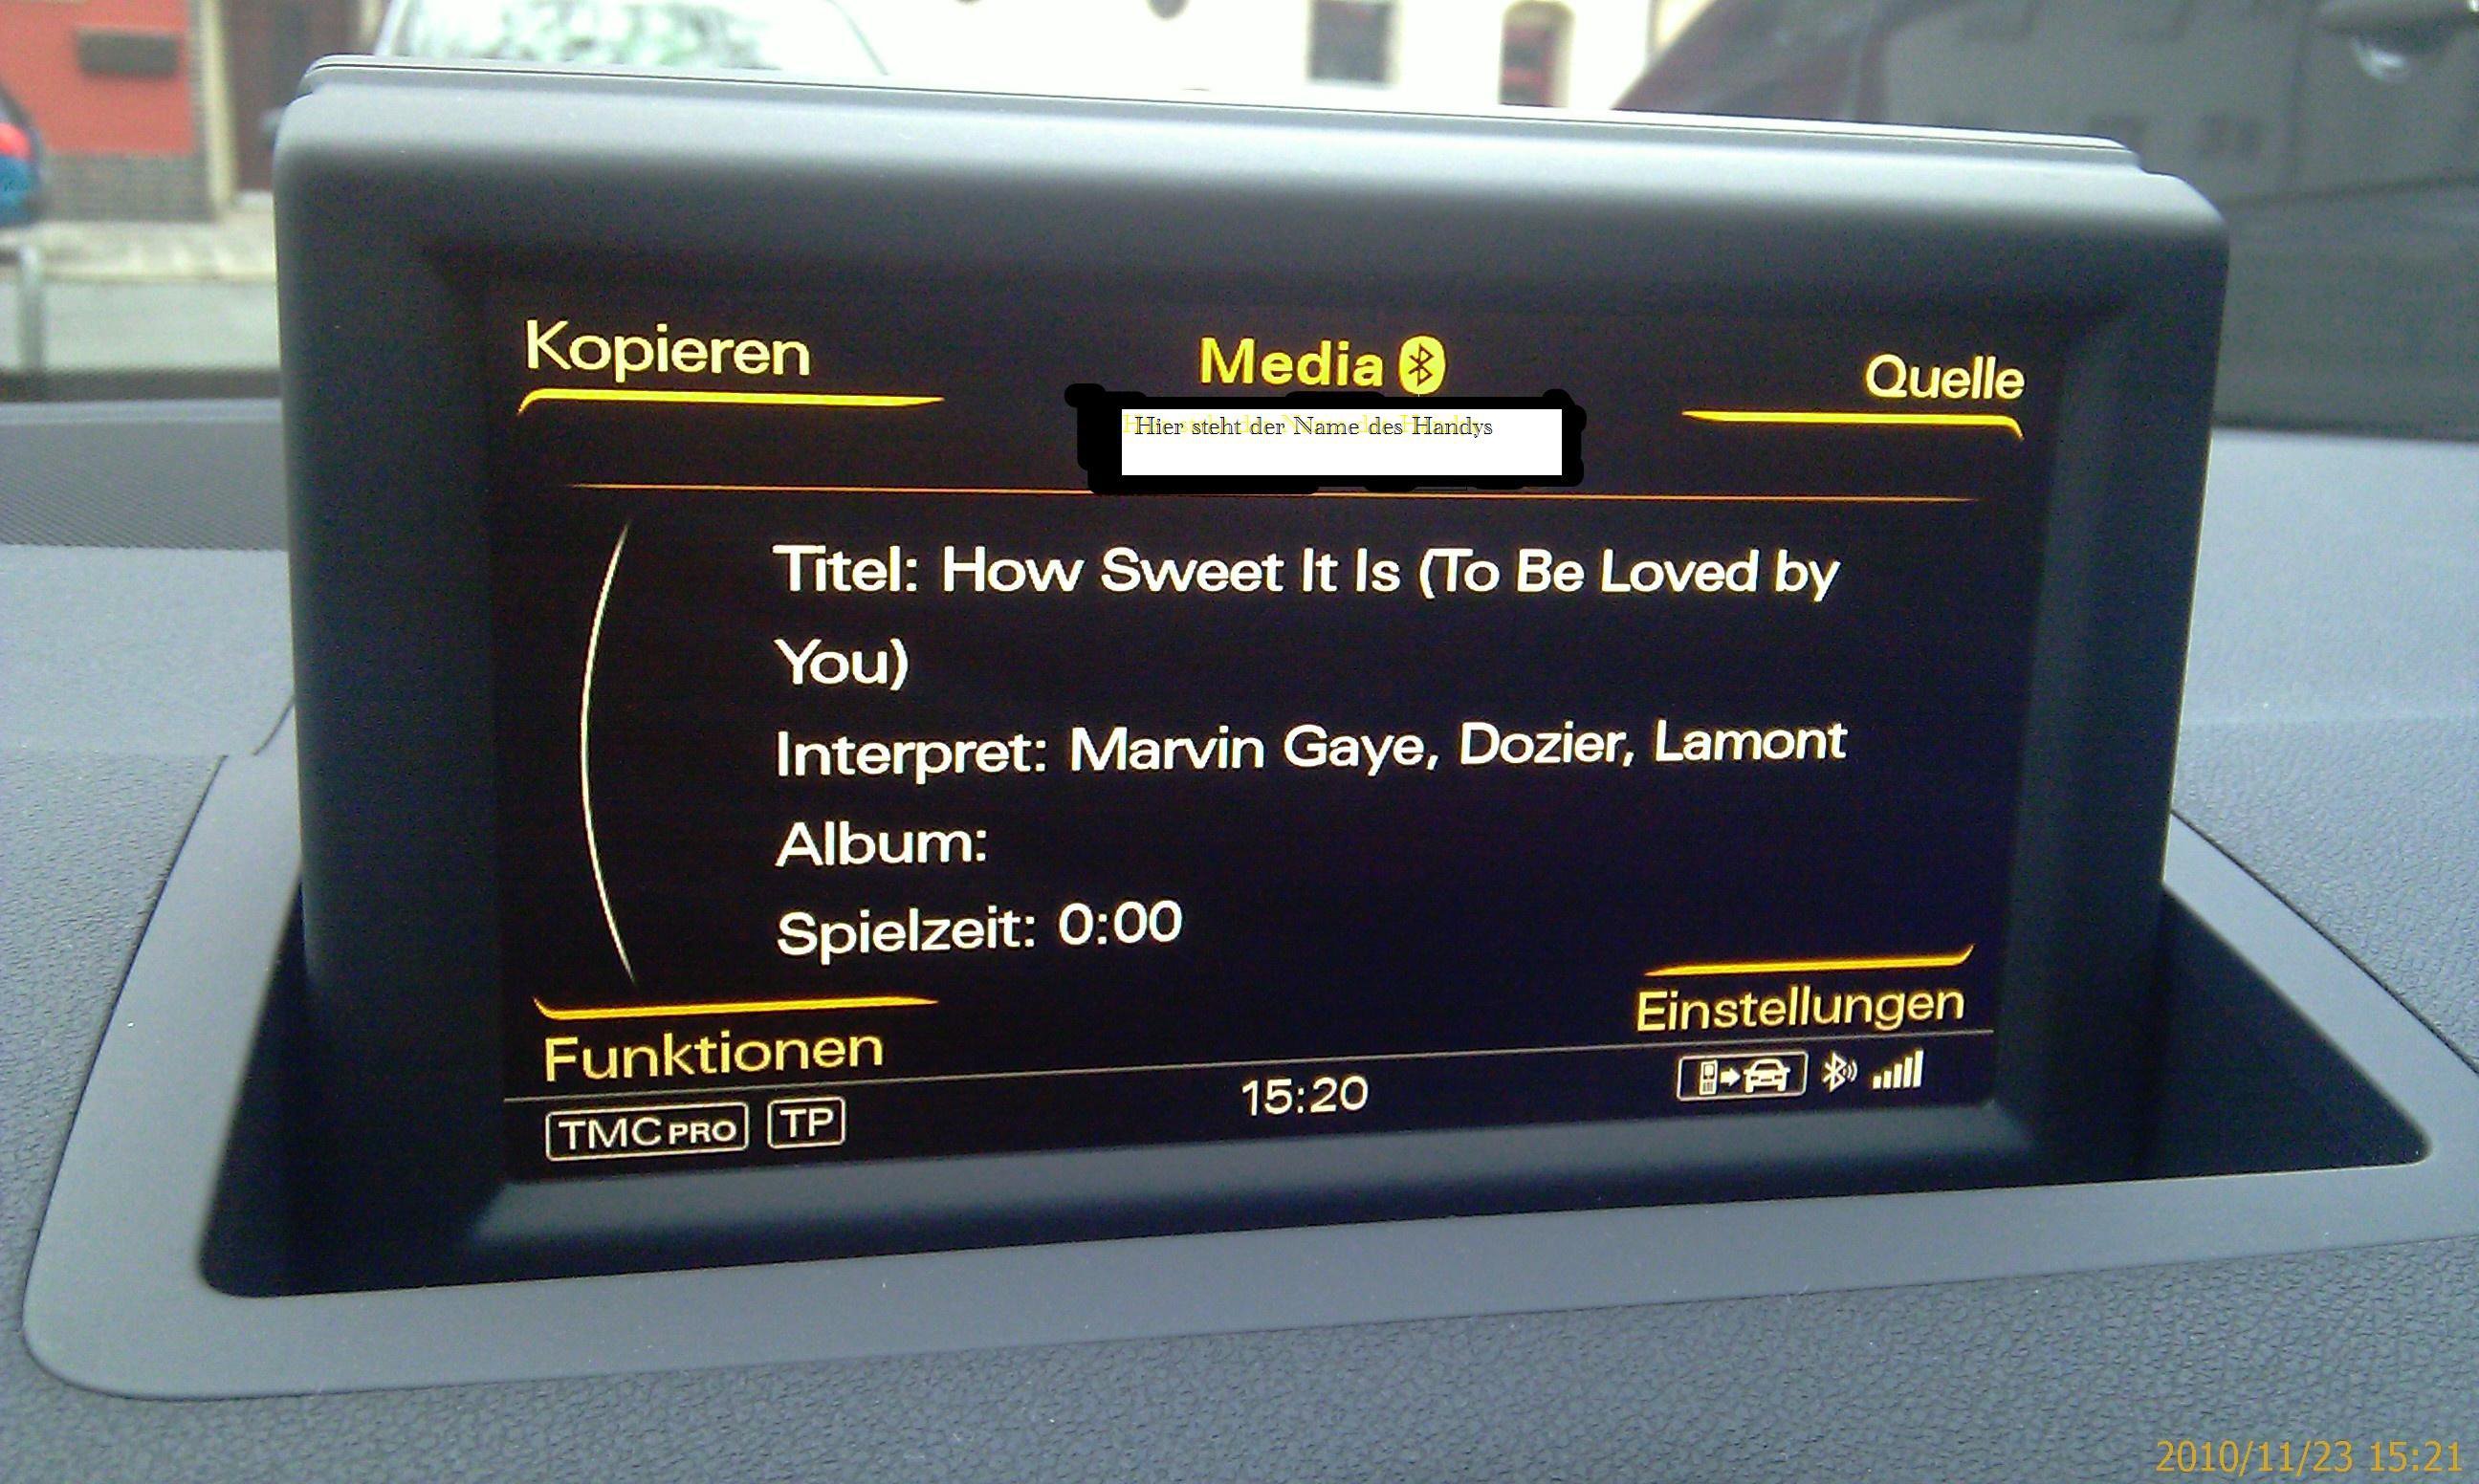 Kopieren
Media
Quelle
Hier steht der Name des Handys
Titel: How Sweet It Is (To Be Loved by
You)
Interpret: Marvin Gaye, Dozier, Lamont
Album:
Spielzeit: 0:00
Einstellungen
Funktionen
TMC PRO TP
15:20
2010/11/23 15:21